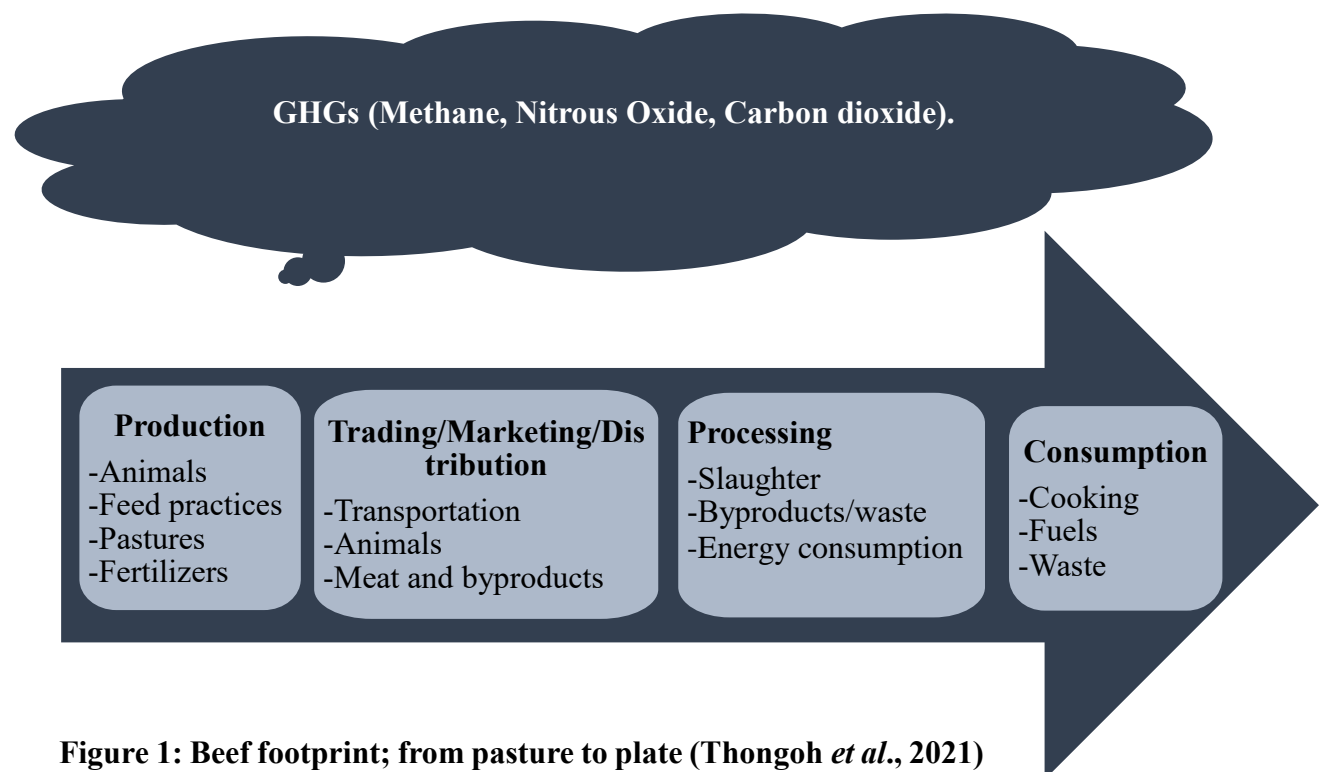 GHGs (Methane, Nitrous Oxide, Carbon dioxide).
Production
-Animals
-Feed practices
-Pastures
-Fertilizers
Trading/Marketing/Dis
tribution
-Transportation
-Animals
-Meat and byproducts
Processing
-Slaughter
-Byproducts/waste
-Energy consumption
Consumption
-Cooking
-Fuels
-Waste
Figure 1: Beef footprint; from pasture to plate (Thongoh et al., 2021)